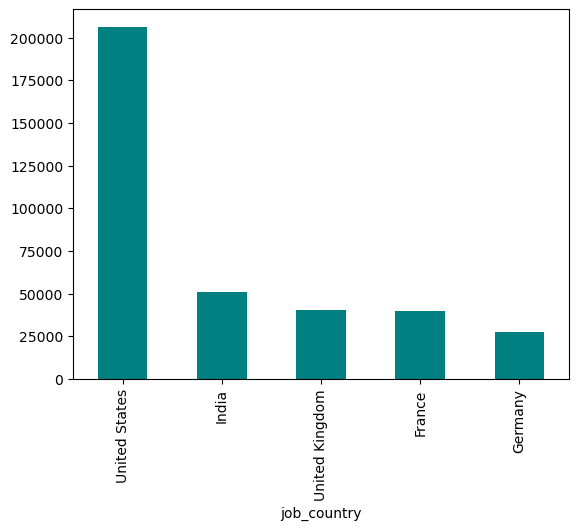 200000
175000
150000
125000
100000
75000
50000
25000
0
United States
India
United Kingdom
France
Germany
job_country